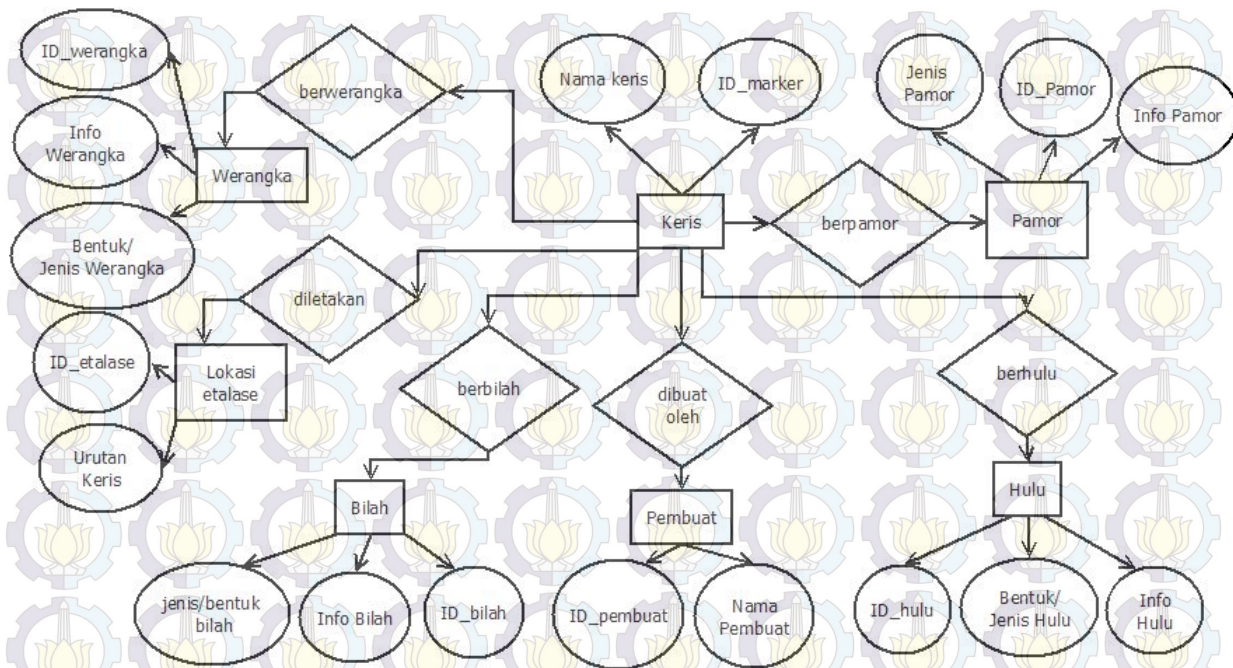 ID_werangka
berwerangka
Nama keris
ID_marker
Jenis
Pamor
ID_Pamor
Info Pamor
Info
Werangka
Werangka
Keris
berpamor
Pamor
Bentuk/
Jenis Werangka
diletakan
ID_etalase
Lokasi
etalase
berbilah
dibuat
oleh
berhulu
Urutan
Keris
Bilah
Pembuat
Hulu
jenis/bentuk
bilah
Info Bilah
ID_bilah
ID_pembuat
Nama
Pembuat
ID_hulu
Bentuk/
Jenis Hulu
Info
Hulu